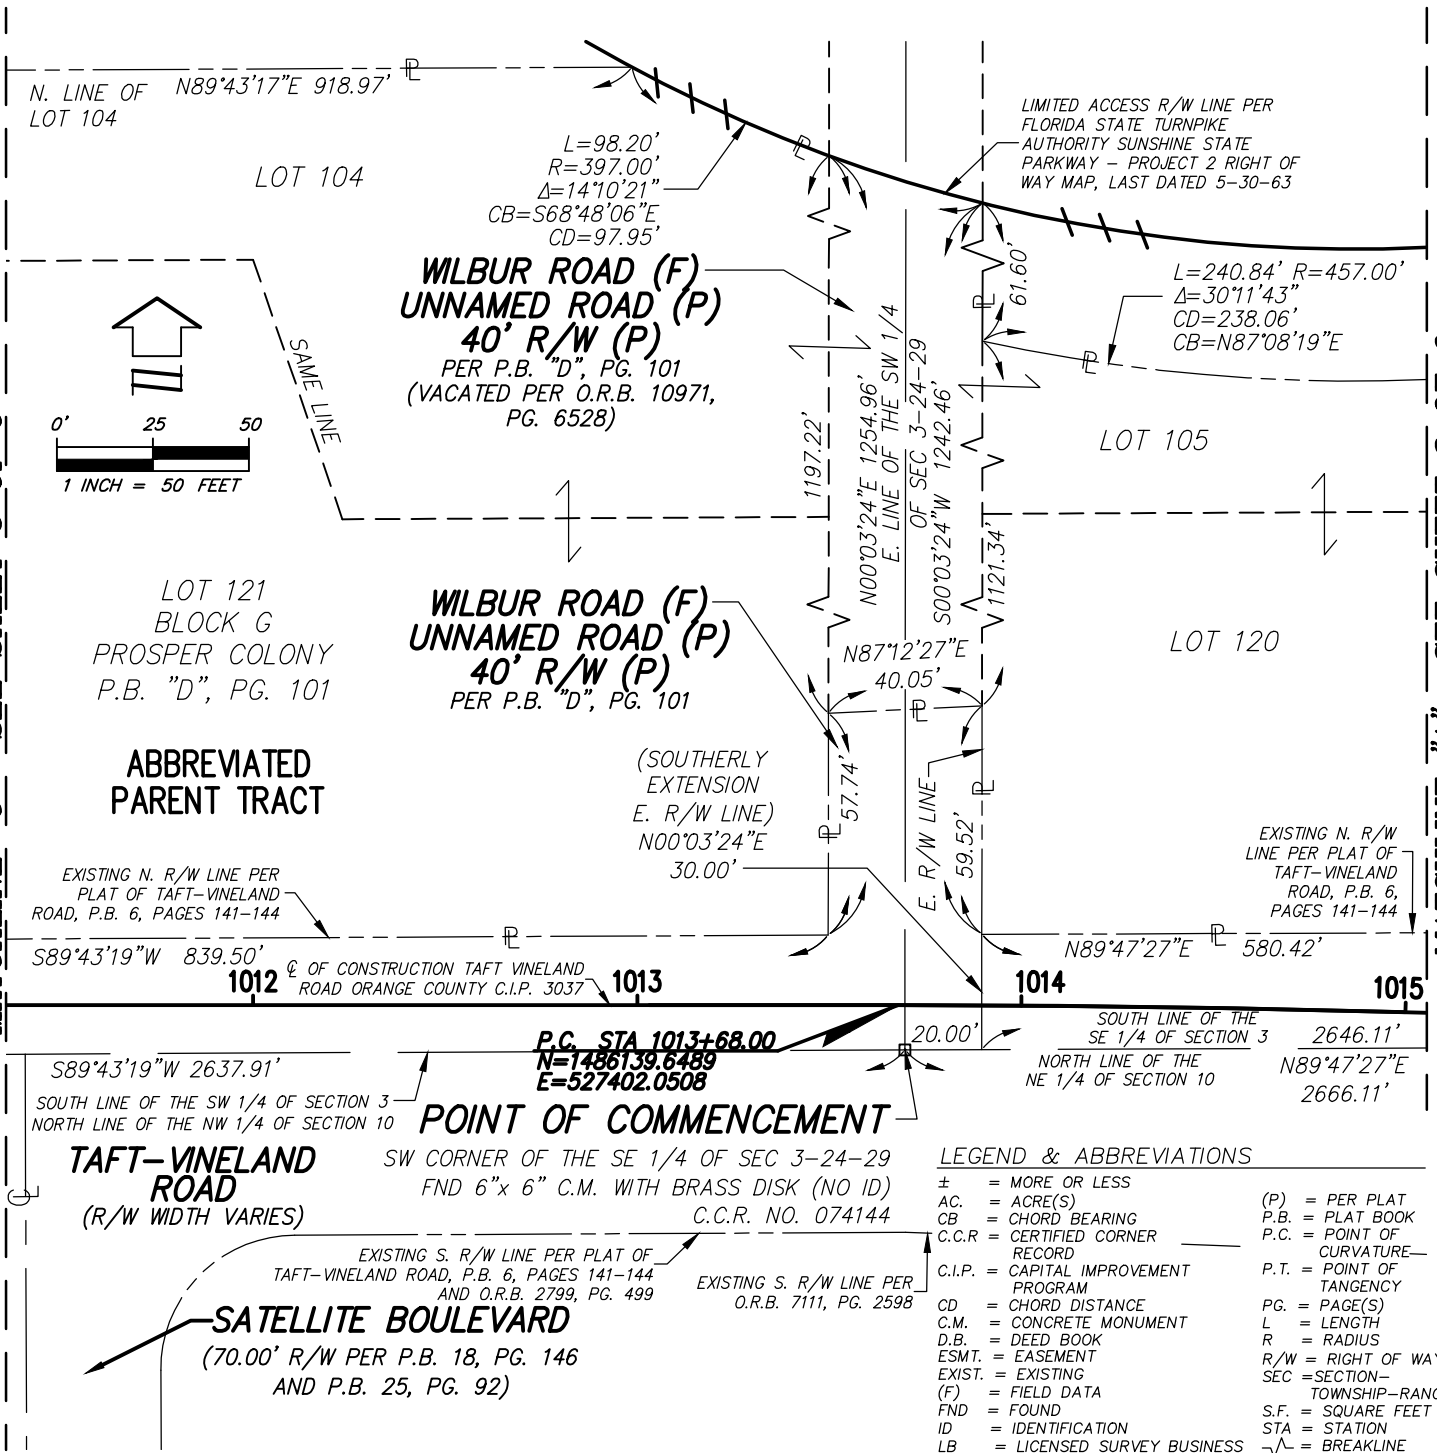 N. LINE OF
LOT 104
N89°43'17"E 918.97'
LOT 104
L=98.20'
R=397.00'
Δ=14°10'21"
CB=S68°48'06"E
CD=97.95'
LIMITED ACCESS R/W LINE PER
FLORIDA STATE TURNPIKE
AUTHORITY SUNSHINE STATE
PARKWAY - PROJECT 2 RIGHT OF
WAY MAP, LAST DATED 5-30-63
WILBUR ROAD (F)
UNNAMED ROAD (P)
40' R/W (P)
PER P.B. "D", PG. 101
(VACATED PER O.R.B. 10971,
PG. 6528)
61.60'
L=240.84' R=457.00'
Δ=30°11'43"
CD=238.06'
CB=N87°08'19"E
SAME LINE
0' 25 50
1 INCH = 50 FEET
1197.22'
N00°03'24"E 1254.96'
E. LINE OF THE SW 1/4
OF SEC 3-24-29
S00°03'24"W 1242.46'
1121.34'
LOT 105
LOT 121
BLOCK G
PROSPER COLONY
P.B. "D", PG. 101
WILBUR ROAD (F)
UNNAMED ROAD (P)
40' R/W (P)
PER P.B. "D", PG. 101
N87°12'27"E
40.05'
LOT 120
ABBREVIATED
PARENT TRACT
(SOUTHERLY
EXTENSION
E. R/W LINE)
N00°03'24"E
30.00'
57.74'
E. R/W LINE
59.52'
EXISTING N. R/W
LINE PER PLAT OF
TAFT-VINELAND
ROAD, P.B. 6,
PAGES 141-144
EXISTING N. R/W LINE PER
PLAT OF TAFT-VINELAND
ROAD, P.B. 6, PAGES 141-144
S89°43'19"W 839.50'
N89°47'27"E 580.42'
℄ OF CONSTRUCTION TAFT VINELAND
ROAD ORANGE COUNTY C.I.P. 3037
1012 1013 1014 1015
P.C. STA 1013+68.00
N=1486139.6489
E=527402.0508
20.00'
SOUTH LINE OF THE
SE 1/4 OF SECTION 3
NORTH LINE OF THE
NE 1/4 OF SECTION 10
2646.11'
N89°47'27"E
2666.11'
S89°43'19"W 2637.91'
SOUTH LINE OF THE SW 1/4 OF SECTION 3
NORTH LINE OF THE NW 1/4 OF SECTION 10
POINT OF COMMENCEMENT
SW CORNER OF THE SE 1/4 OF SEC 3-24-29
FND 6"x 6" C.M. WITH BRASS DISK (NO ID)
C.C.R. NO. 074144
TAFT-VINELAND
ROAD
(R/W WIDTH VARIES)
EXISTING S. R/W LINE PER PLAT OF
TAFT-VINELAND ROAD, P.B. 6, PAGES 141-144
AND O.R.B. 2799, PG. 499
EXISTING S. R/W LINE PER
O.R.B. 7111, PG. 2598
SATELLITE BOULEVARD
(70.00' R/W PER P.B. 18, PG. 146
AND P.B. 25, PG. 92)
LEGEND & ABBREVIATIONS
± = MORE OR LESS
AC. = ACRE(S)
CB = CHORD BEARING
C.C.R = CERTIFIED CORNER
RECORD
C.I.P. = CAPITAL IMPROVEMENT
PROGRAM
CD = CHORD DISTANCE
C.M. = CONCRETE MONUMENT
D.B. = DEED BOOK
ESMT. = EASEMENT
EXIST. = EXISTING
(F) = FIELD DATA
FND = FOUND
ID = IDENTIFICATION
LB = LICENSED SURVEY BUSINESS
(P) = PER PLAT
P.B. = PLAT BOOK
P.C. = POINT OF
CURVATURE
P.T. = POINT OF
TANGENCY
PG. = PAGE(S)
L = LENGTH
R = RADIUS
R/W = RIGHT OF WAY
SEC =SECTION-
TOWNSHIP-RANG
S.F. = SQUARE FEET
STA = STATION
= BREAKLINE